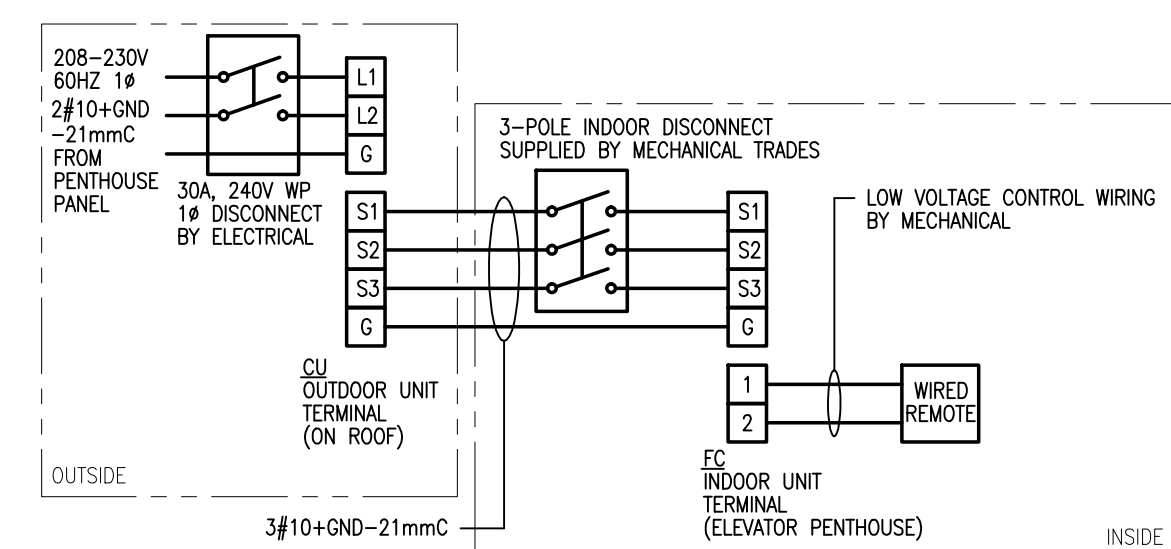 208-230V
60HZ 1ø
2#10+GND
-21mmC
FROM
PENTHOUSE
PANEL
30A, 240V WP
1ø DISCONNECT
BY ELECTRICAL
L1
L2
G
3-POLE INDOOR DISCONNECT
SUPPLIED BY MECHANICAL TRADES
S1
S2
S3
G
S1
S2
S3
G
LOW VOLTAGE CONTROL WIRING
BY MECHANICAL
CU
OUTDOOR UNIT
TERMINAL
(ON ROOF)
1
2
WIRED
REMOTE
FC
INDOOR UNIT
TERMINAL
(ELEVATOR PENTHOUSE)
OUTSIDE
3#10+GND-21mmC
INSIDE